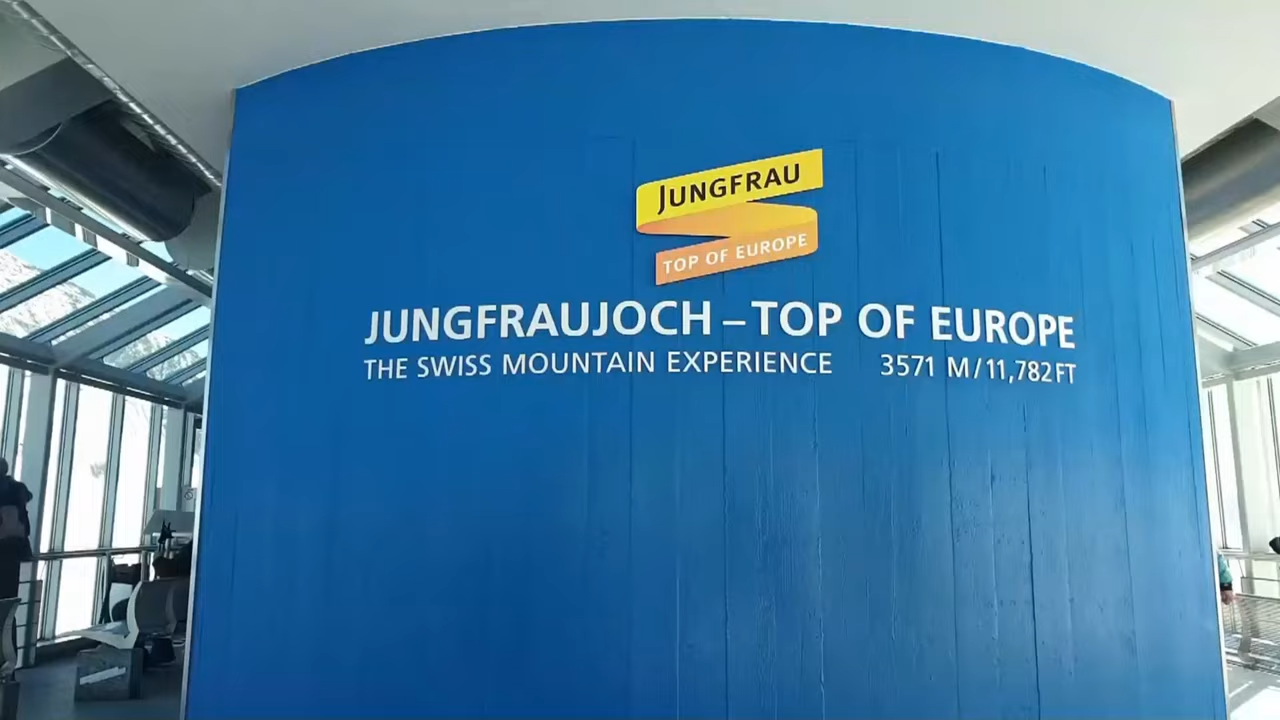 JUNGFRAU
TOP OF EUROPE
JUNGFRAUJOCH – TOP OF EUROPE
THE SWISS MOUNTAIN EXPERIENCE 3571 M/11,782 FT